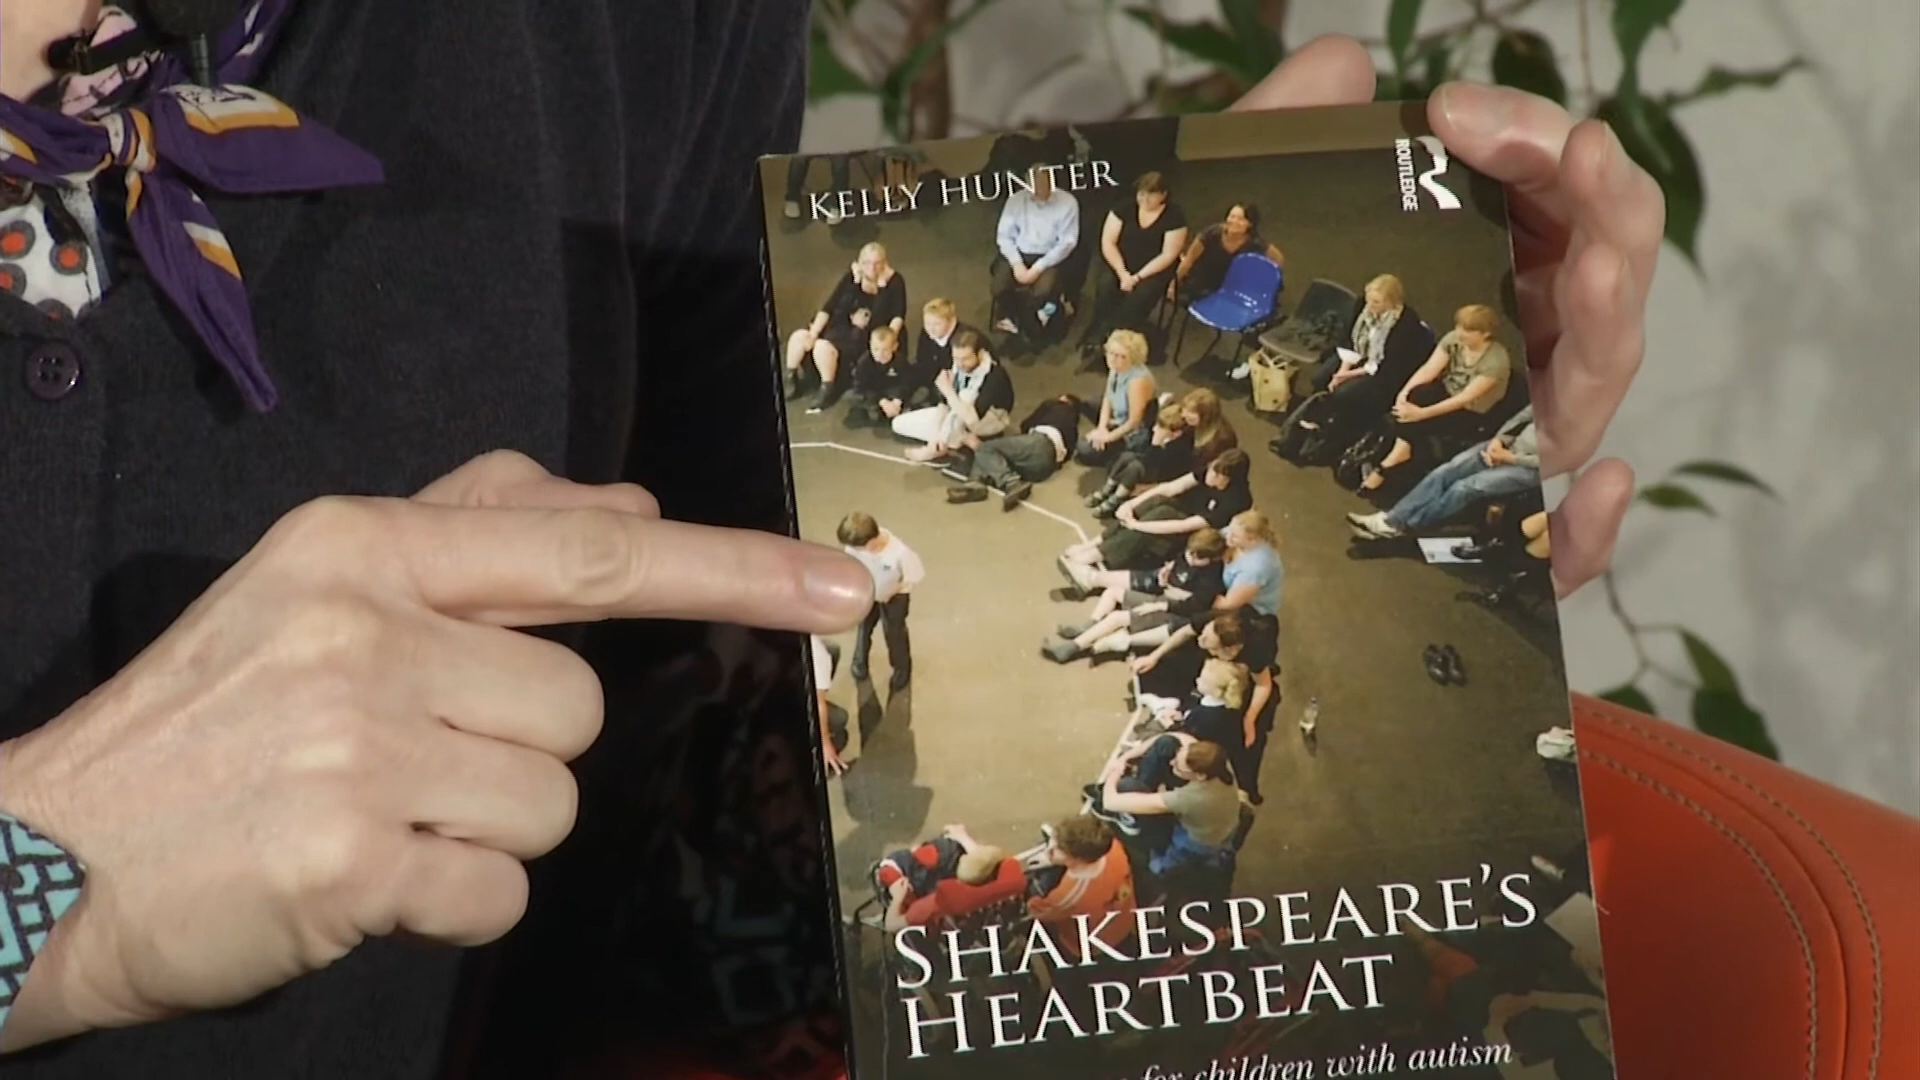 KELLY HUNTER
ROUTLEDGE
SHAKESPEARE'S
HEARTBEAT
for children with autism